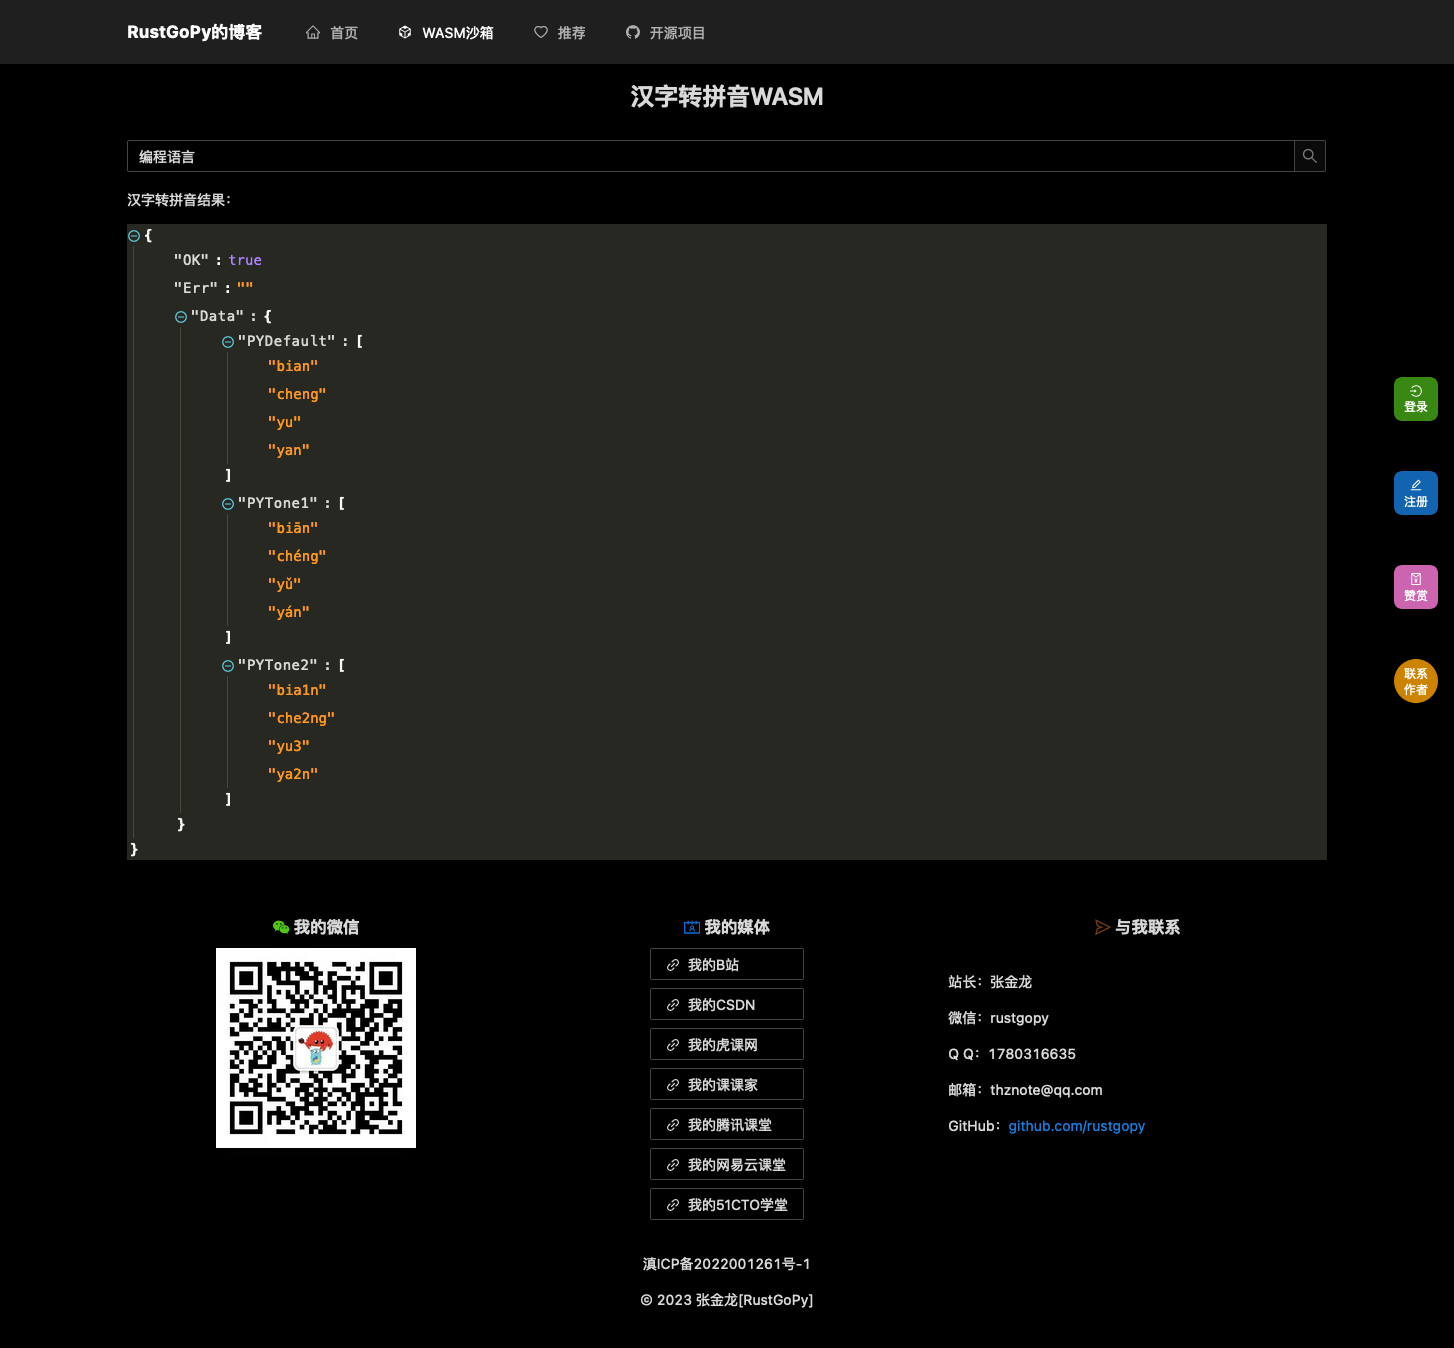 RustGoPy的博客 首页 WASM沙箱 推荐 开源项目
汉字转拼音WASM
编程语言
汉字转拼音结果：
{
"OK" : true
"Err" : ""
"Data" : {
"PYDefault" : [
"bian"
"cheng"
"yu"
"yan"
]
"PYTone1" : [
"biān"
"chéng"
"yǔ"
"yán"
]
"PYTone2" : [
"bia1n"
"che2ng"
"yu3"
"ya2n"
]
}
}
登录
注册
赞赏
联系
作者
我的微信
我的媒体
我的B站
我的CSDN
我的虎课网
我的课课家
我的腾讯课堂
我的网易云课堂
我的51CTO学堂
与我联系
站长：张金龙
微信：rustgopy
Q Q：1780316635
邮箱：thznote@qq.com
GitHub：github.com/rustgopy
滇ICP备2022001261号-1
© 2023 张金龙[RustGoPy]